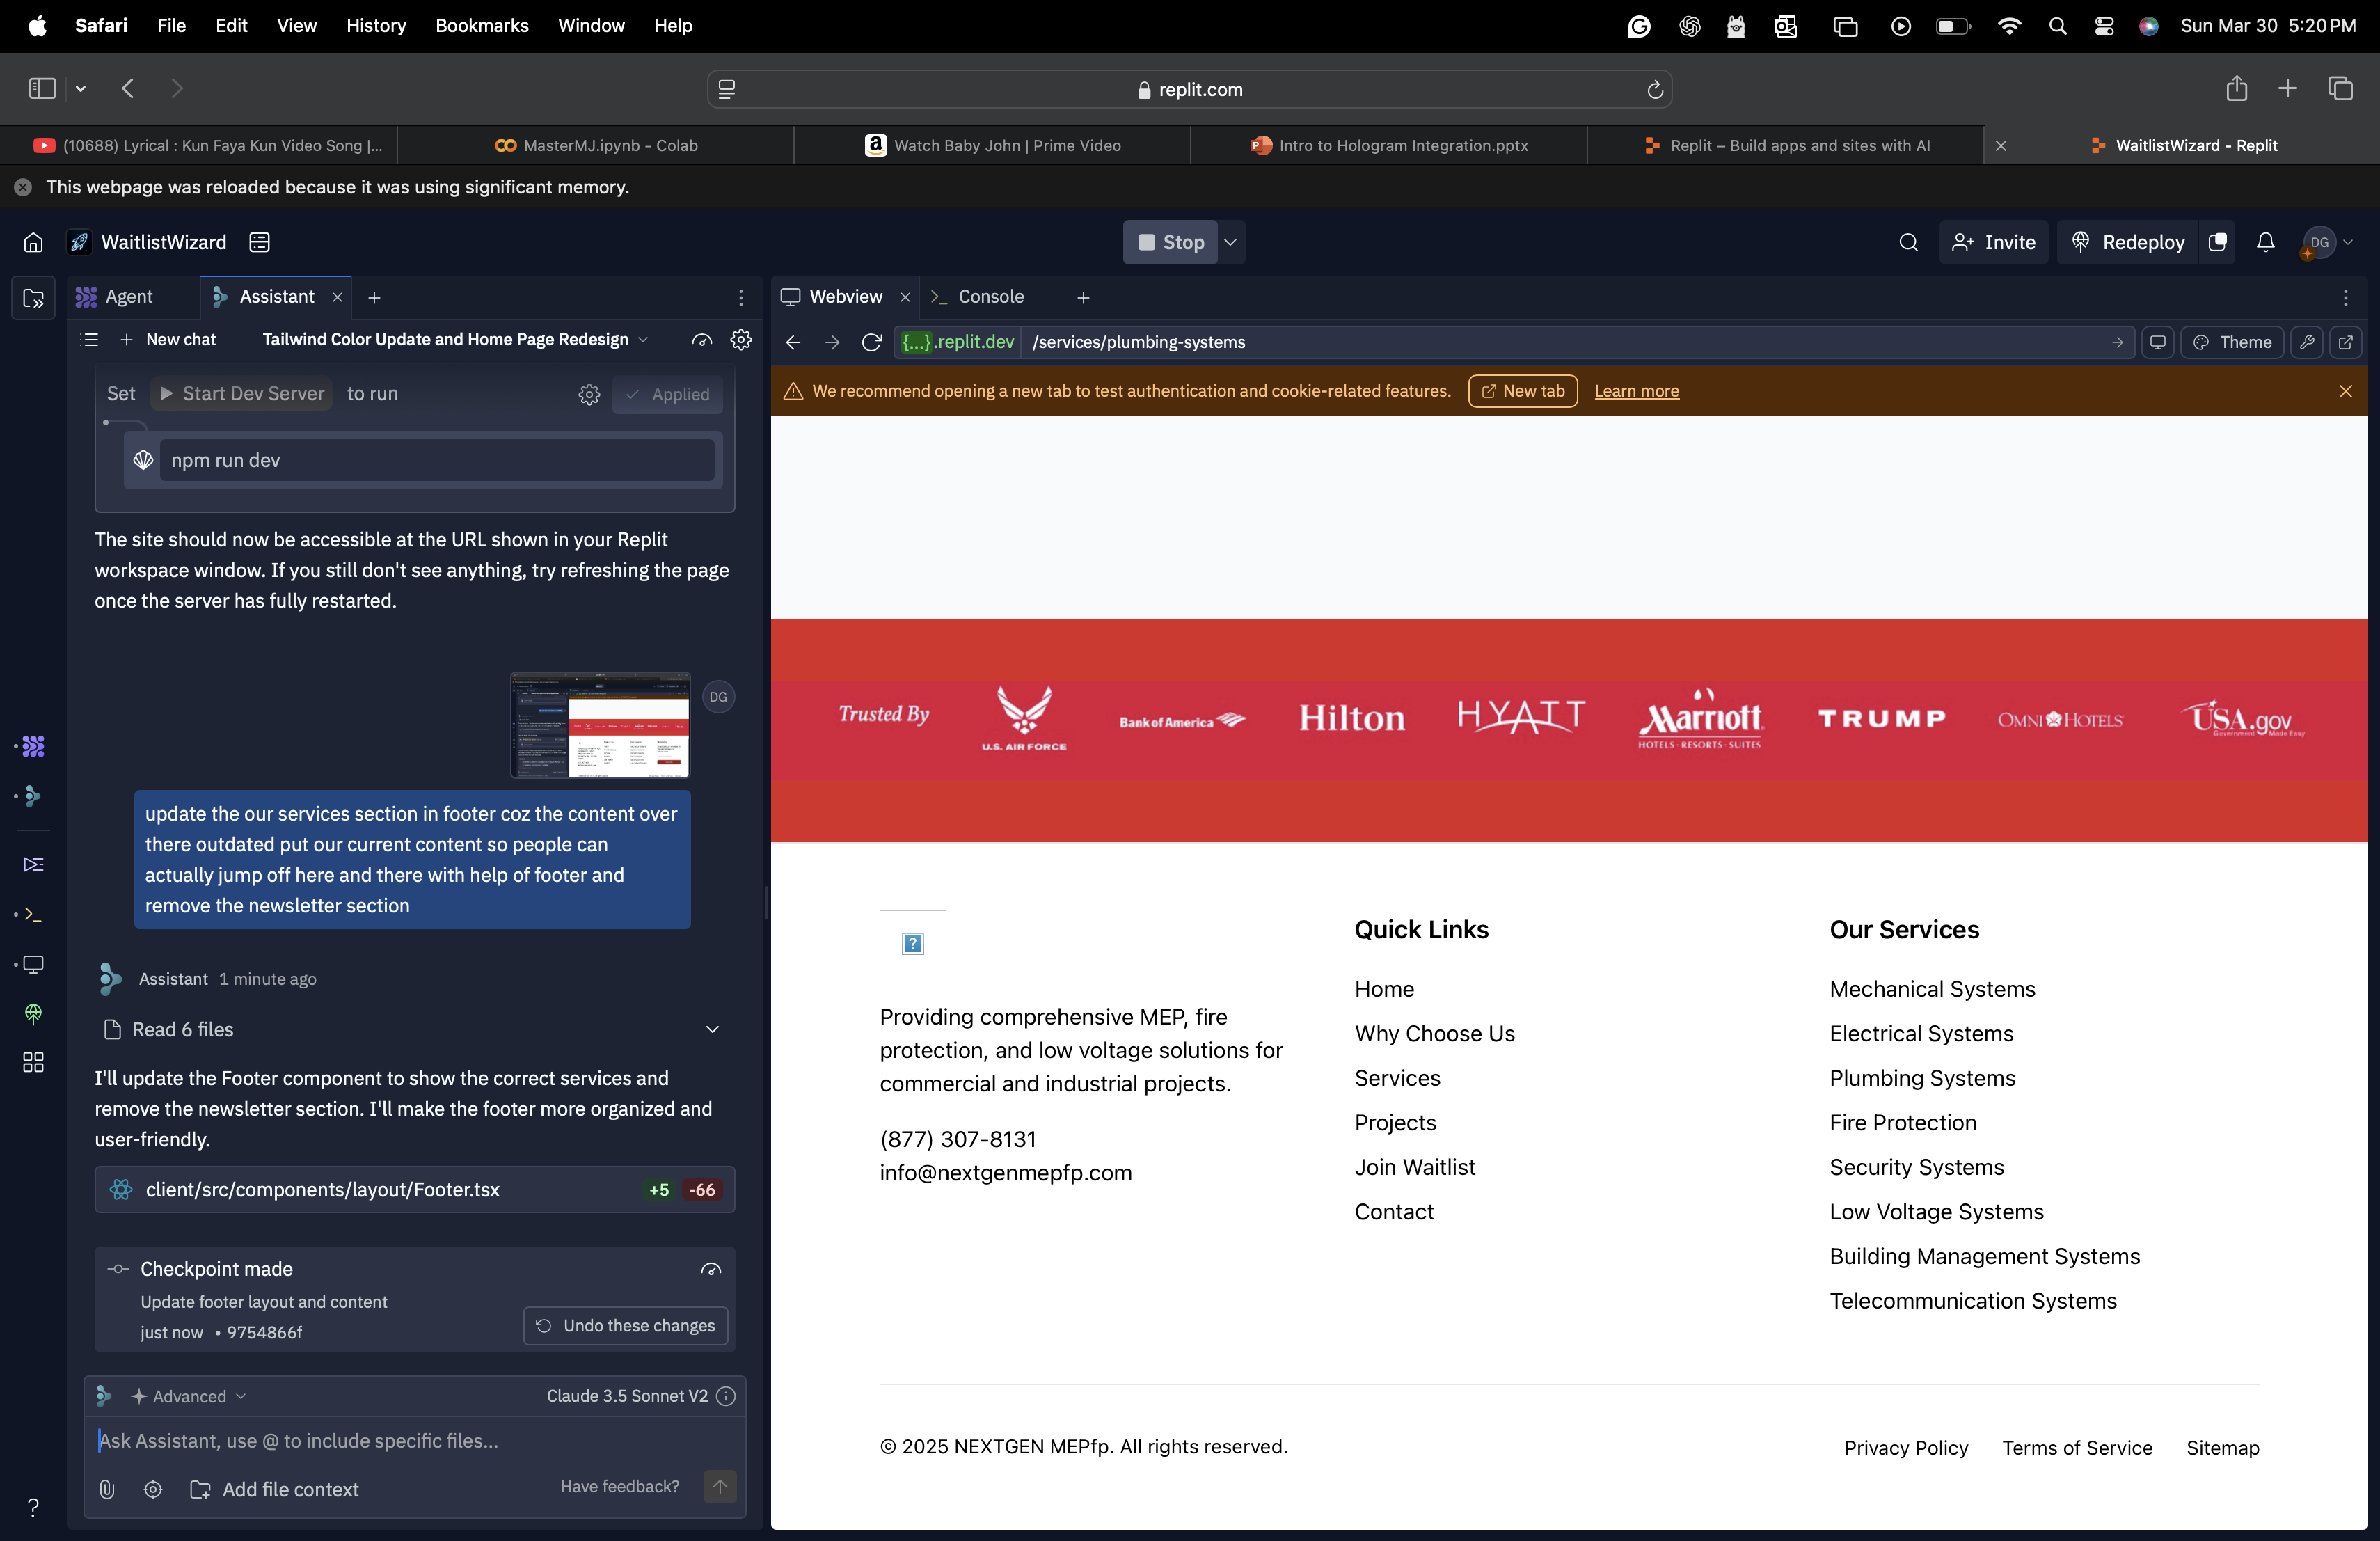 Safari File Edit View History Bookmarks Window Help Sun Mar 30 5:20 PM
replit.com
(10688) Lyrical : Kun Faya Kun Video Song |...
MasterMJ.ipynb - Colab
Watch Baby John | Prime Video
Intro to Hologram Integration.pptx
Replit – Build apps and sites with AI
WaitlistWizard - Replit
This webpage was reloaded because it was using significant memory.
WaitlistWizard
Stop
Invite
Redeploy
DG
Agent
Assistant
New chat
Tailwind Color Update and Home Page Redesign
Set Start Dev Server to run
Applied
npm run dev
The site should now be accessible at the URL shown in your Replit
workspace window. If you still don't see anything, try refreshing the page
once the server has fully restarted.
DG
update the our services section in footer coz the content over
there outdated put our current content so people can
actually jump off here and there with help of footer and
remove the newsletter section
Assistant 1 minute ago
Read 6 files
I'll update the Footer component to show the correct services and
remove the newsletter section. I'll make the footer more organized and
user-friendly.
client/src/components/layout/Footer.tsx +5 -66
Checkpoint made
Update footer layout and content
just now • 9754866f
Undo these changes
Advanced
Claude 3.5 Sonnet V2
Ask Assistant, use @ to include specific files...
Add file context
Have feedback?
Webview
Console
{...}.replit.dev /services/plumbing-systems
Theme
We recommend opening a new tab to test authentication and cookie-related features. New tab Learn more
Trusted By
U.S. AIR FORCE
Bank of America
Hilton
HYATT
Marriott
HOTELS · RESORTS · SUITES
TRUMP
OMNI HOTELS
USA.gov
Government Made Easy
Providing comprehensive MEP, fire
protection, and low voltage solutions for
commercial and industrial projects.
(877) 307-8131
info@nextgenmepfp.com
Quick Links
Home
Why Choose Us
Services
Projects
Join Waitlist
Contact
Our Services
Mechanical Systems
Electrical Systems
Plumbing Systems
Fire Protection
Security Systems
Low Voltage Systems
Building Management Systems
Telecommunication Systems
© 2025 NEXTGEN MEPfp. All rights reserved.
Privacy Policy
Terms of Service
Sitemap